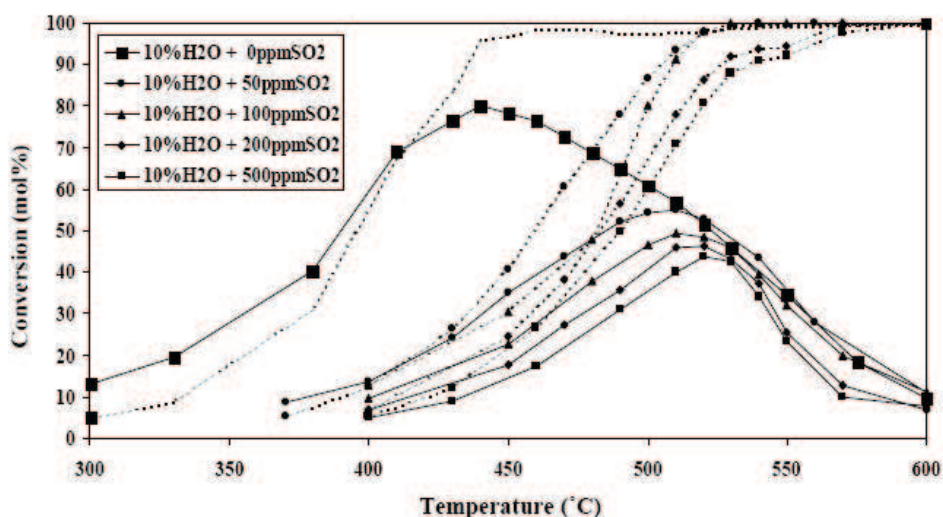 100
90
80
70
60
50
40
30
20
10
0
Conversion (mol%)
10%H2O + 0ppmSO2
10%H2O + 50ppmSO2
10%H2O + 100ppmSO2
10%H2O + 200ppmSO2
10%H2O + 500ppmSO2
300 350 400 450 500 550 600
Temperature (˚C)